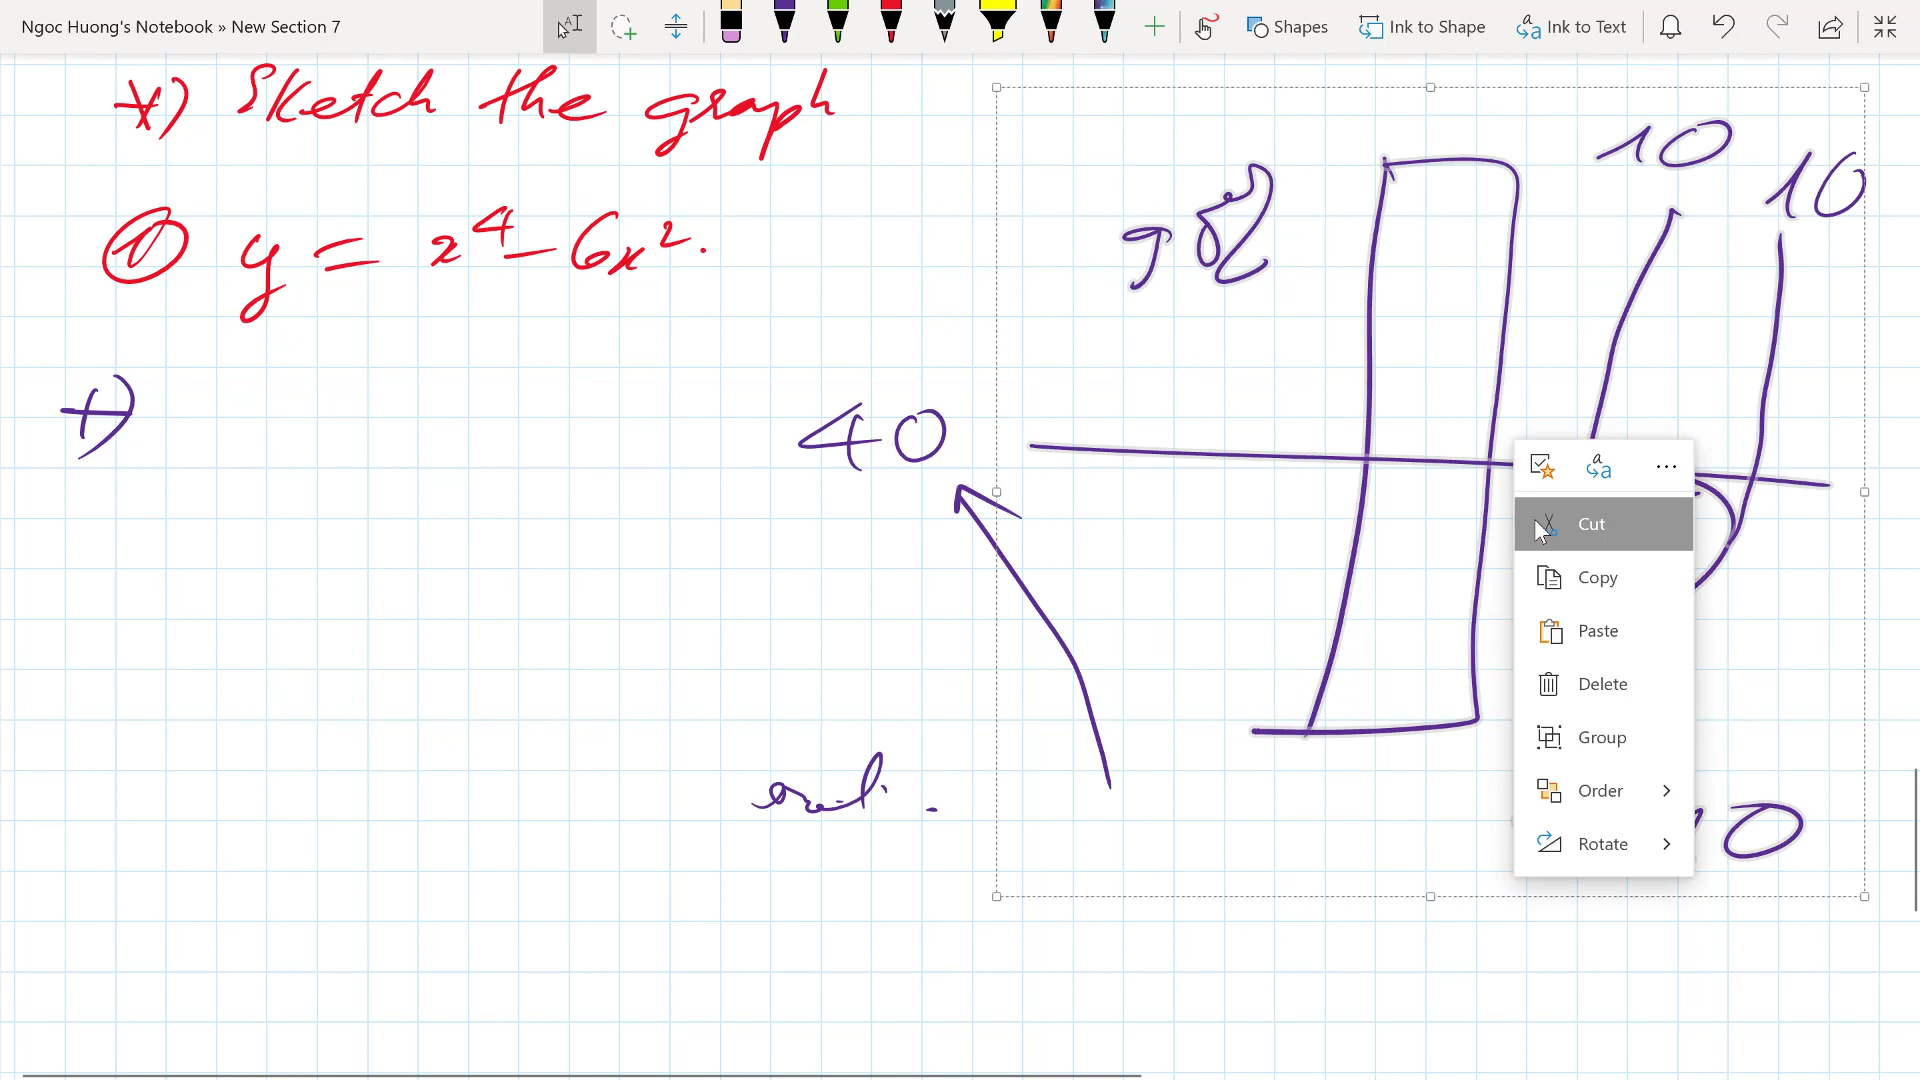 Ngoc Huong's Notebook » New Section 7
Shapes
Ink to Shape
Ink to Text
*) Sketch the graph
① y = x⁴ - 6x².
+)
40
10
10
Cut
Copy
Paste
Delete
Group
Order
Rotate